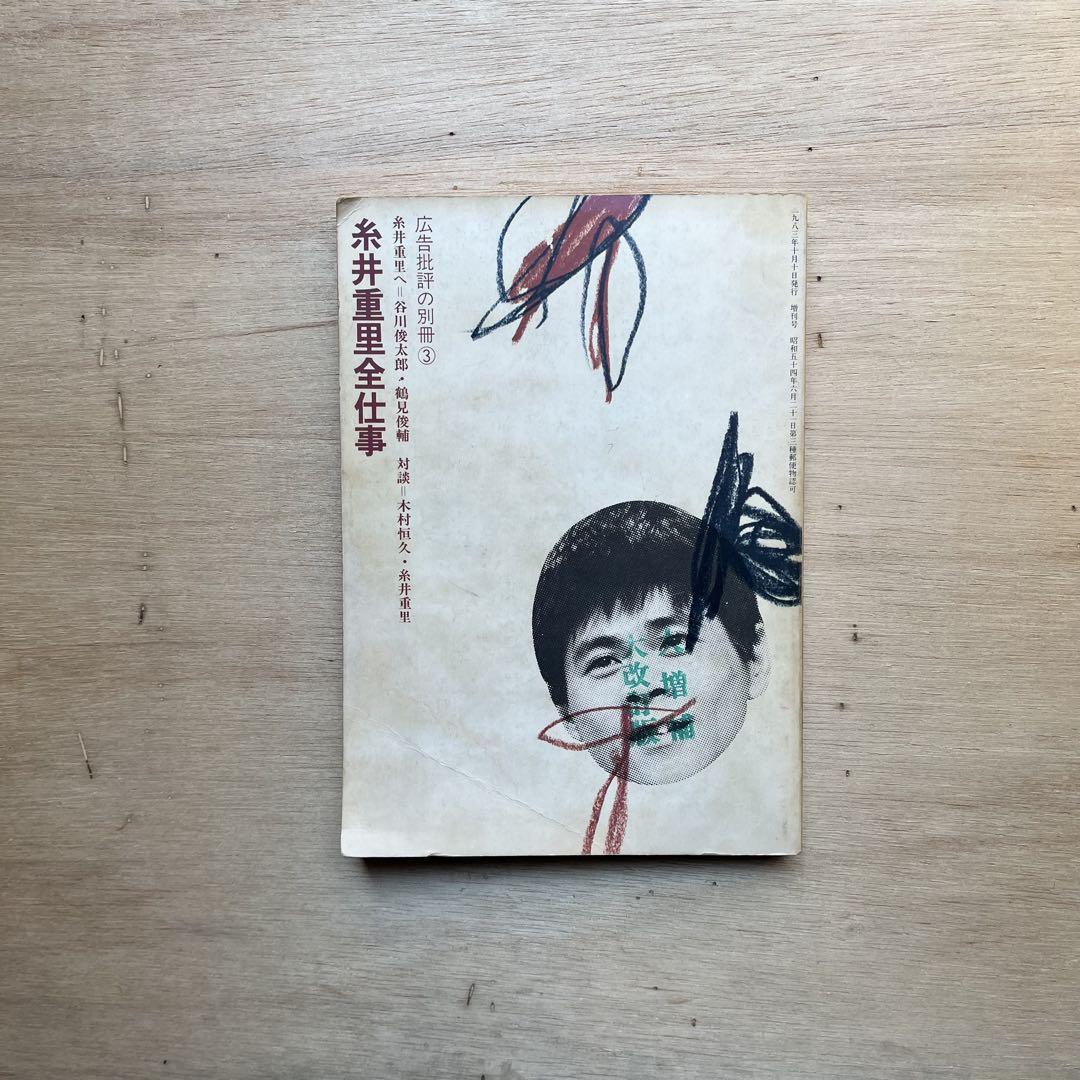 一九八三年十月十日発行 増刊号 昭和五十四年六月二十一日第三種郵便物認可
広告批評の別冊③
糸井重里へ=谷川俊太郎・鶴見俊輔 対談=木村恒久・糸井重里
糸井重里全仕事
大増補
大改訂版